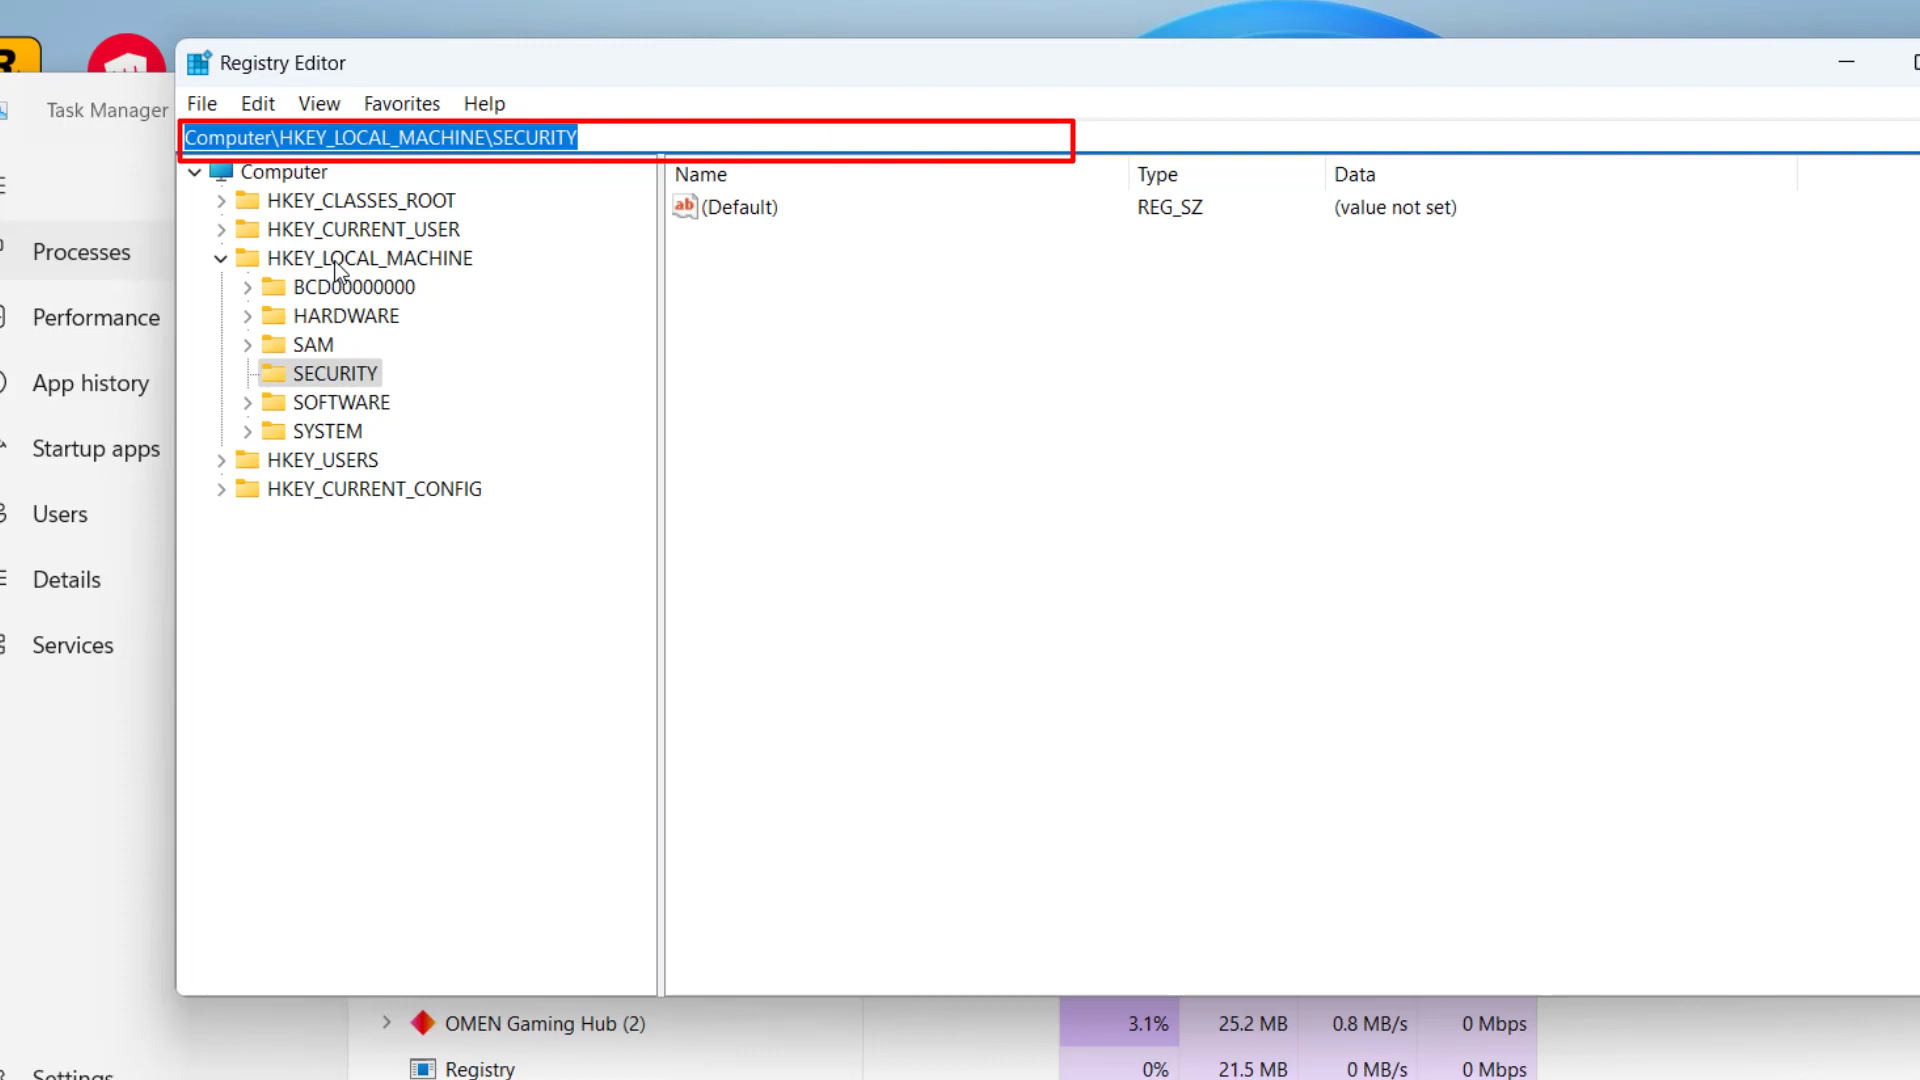 R
Task Manager
Registry Editor
File Edit View Favorites Help
Computer\HKEY_LOCAL_MACHINE\SECURITY
Computer
HKEY_CLASSES_ROOT
HKEY_CURRENT_USER
HKEY_LOCAL_MACHINE
BCD00000000
HARDWARE
SAM
SECURITY
SOFTWARE
SYSTEM
HKEY_USERS
HKEY_CURRENT_CONFIG
Name Type Data
ab (Default) REG_SZ (value not set)
Processes
Performance
App history
Startup apps
Users
Details
Services
Settings
OMEN Gaming Hub (2) 3.1% 25.2 MB 0.8 MB/s 0 Mbps
Registry 0% 21.5 MB 0 MB/s 0 Mbps